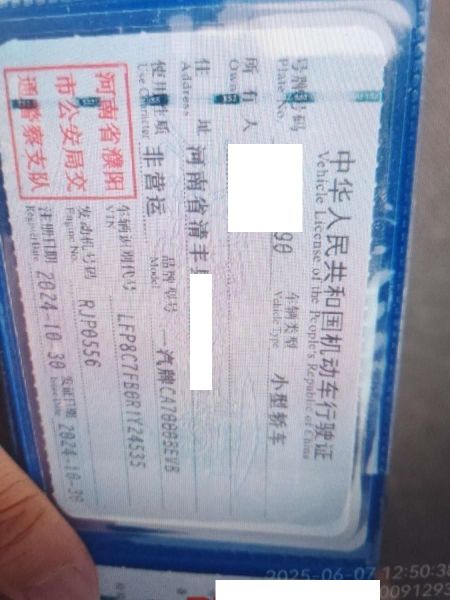 中华人民共和国机动车行驶证
Vehicle License of the People's Republic of China
号牌号码 90 车辆类型 小型轿车
Plate No. Vehicle Type
所有人
Owner
住址 河南省清丰
Address
使用性质 非营运 品牌型号 一汽牌
Use Character Model
河南省濮阳
市公安局交
通警察支队
车辆识别代号
VIN
发动机号码 RJP0556
Engine No.
注册日期 2024-10-30 发证日期 2024-10-30
Register Date Issue Date
2025-06-07 12:50:38
0091293